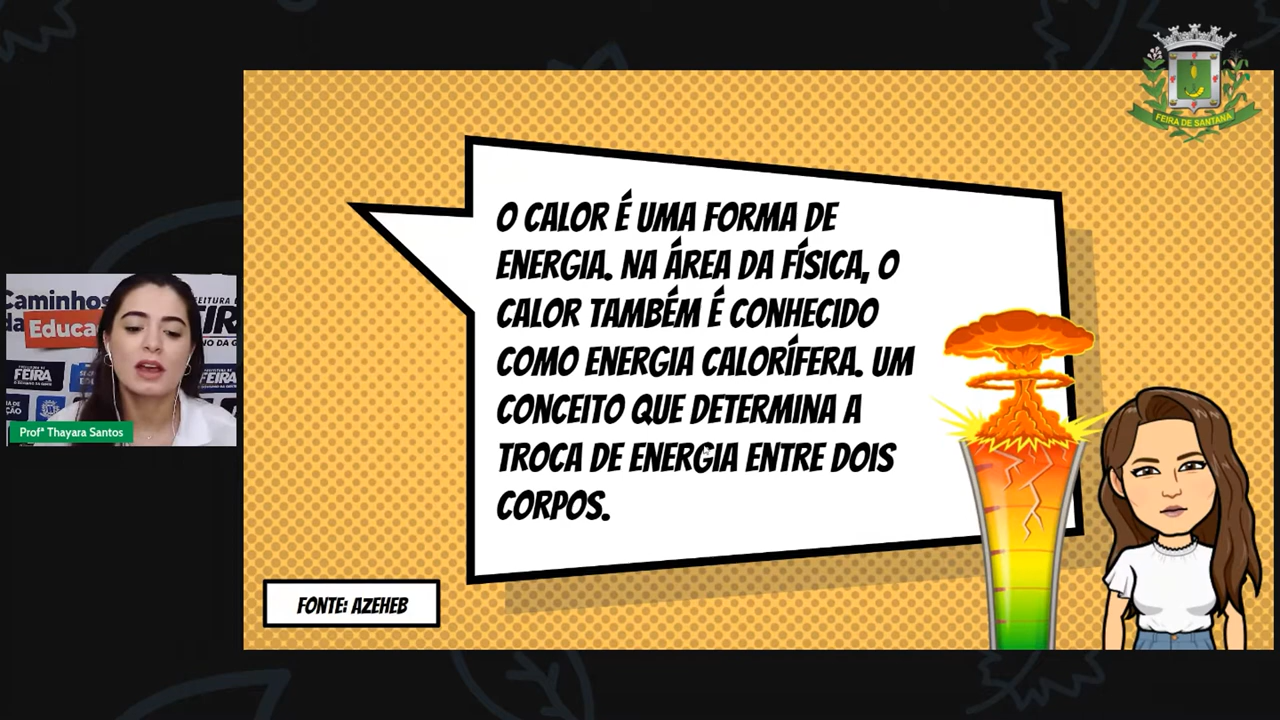 FEIRA DE SANTANA
O CALOR É UMA FORMA DE
ENERGIA. NA ÁREA DA FÍSICA, O
CALOR TAMBÉM É CONHECIDO
COMO ENERGIA CALORÍFERA. UM
CONCEITO QUE DETERMINA A
TROCA DE ENERGIA ENTRE DOIS
CORPOS.
Caminhos
da Educa
FEIRA
Profª Thayara Santos
FONTE: AZEHEB